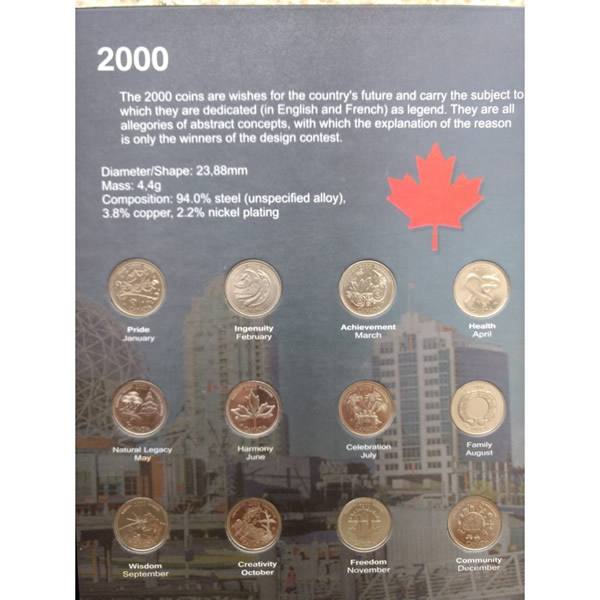 2000
The 2000 coins are wishes for the country's future and carry the subject to
which they are dedicated (in English and French) as legend. They are all
allegories of abstract concepts, with which the explanation of the reason
is only the winners of the design contest.
Diameter/Shape: 23,88mm
Mass: 4,4g
Composition: 94.0% steel (unspecified alloy),
3.8% copper, 2.2% nickel plating
Pride
January
Ingenuity
February
Achievement
March
Health
April
Natural Legacy
May
Harmony
June
Celebration
July
Family
August
Wisdom
September
Creativity
October
Freedom
November
Community
December